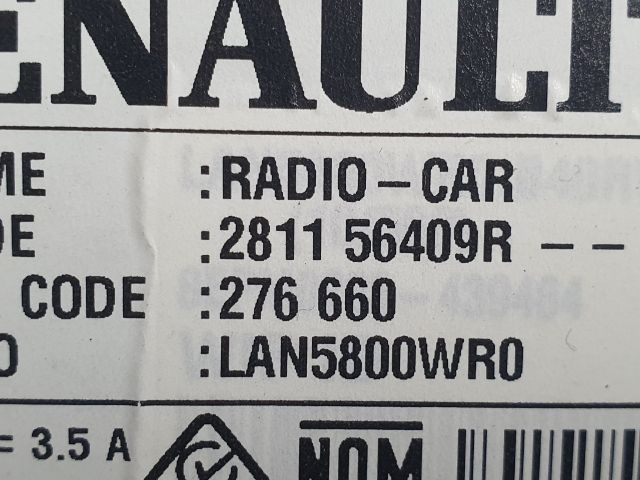 ENAULT
ME :RADIO-CAR
DE :2811 56409R --
CODE :276 660
O :LAN5800WR0
= 3.5 A
NOM